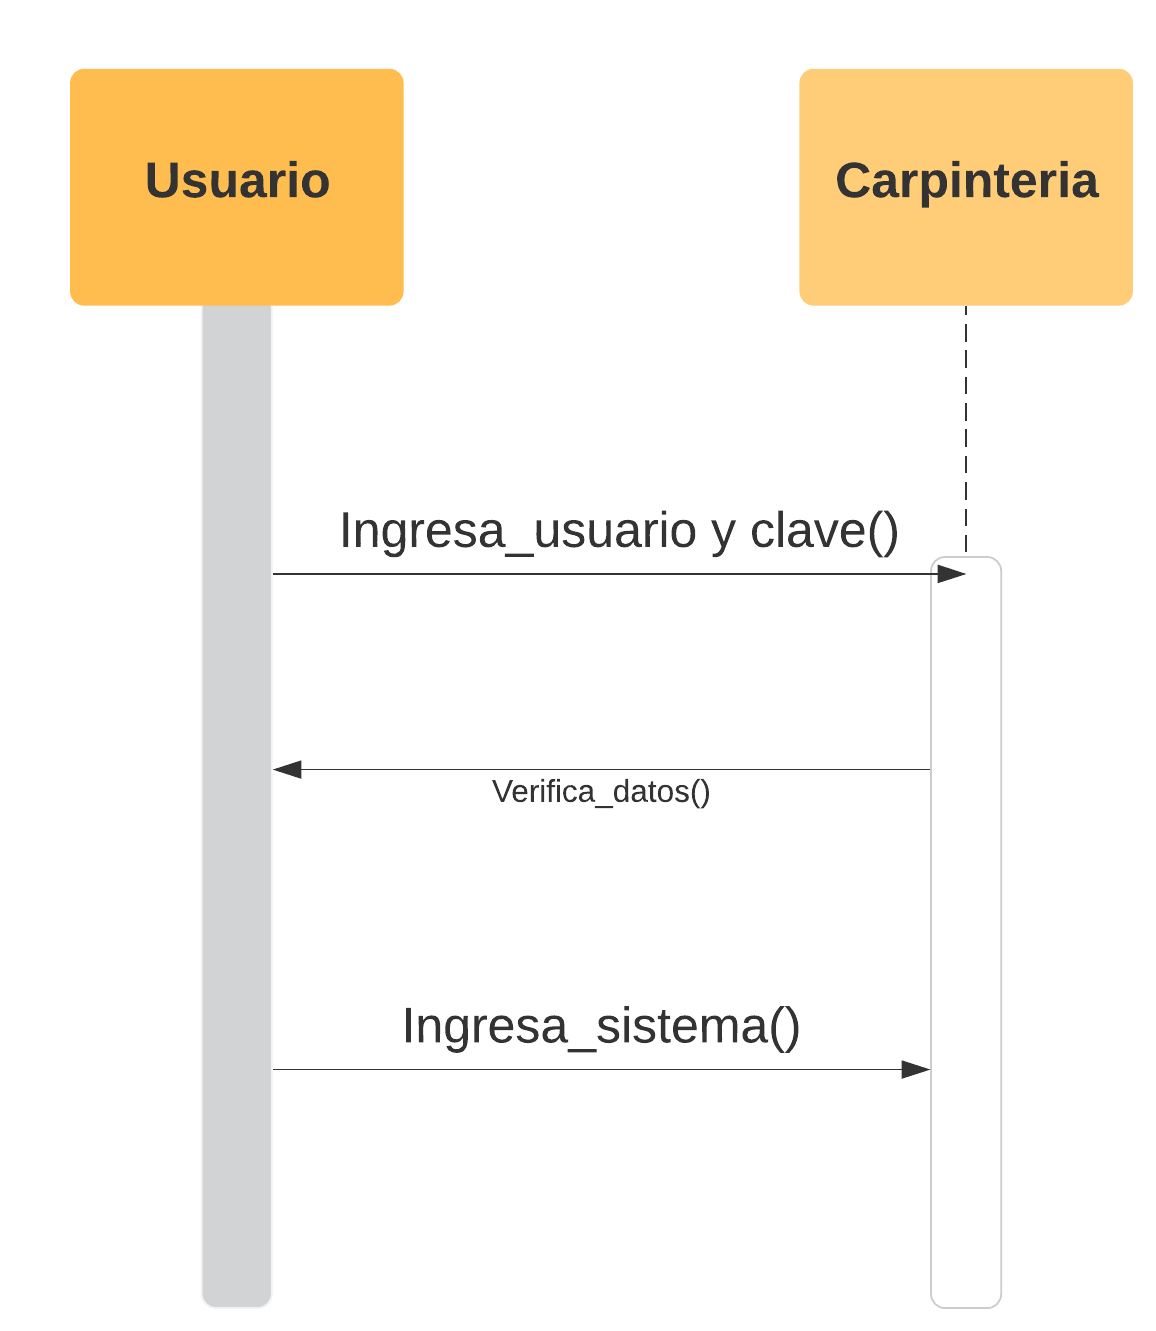 Usuario
Carpinteria
Ingresa_usuario y clave()
Verifica_datos()
Ingresa_sistema()